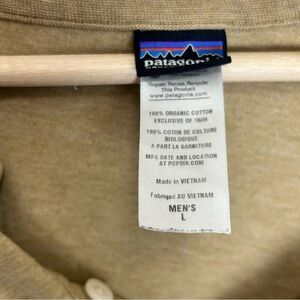 patagonia
Repair, Reuse, Recycle
This Product
www.patagonia.com
100% ORGANIC COTTON
EXCLUSIVE OF TRIM
100% COTON DE CULTURE
BIOLOGIQUE
A PART LA GARNITURE
MFG DATE AND LOCATION
AT PCPSIA.COM
Made in VIETNAM
Fabriqué AU VIETNAM
MEN'S
L